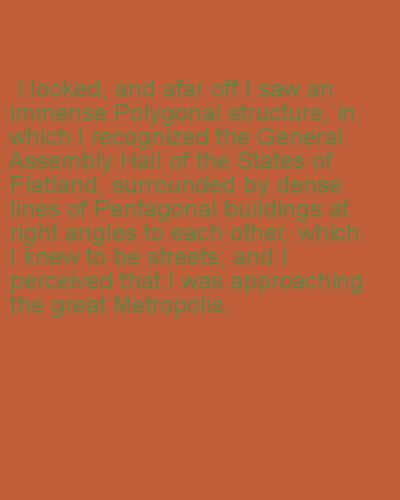 I looked, and afar off I saw an
immense Polygonal structure, in
which I recognized the General
Assembly Hall of the States of
Flatland, surrounded by dense
lines of Pentagonal buildings at
right angles to each other, which
I knew to be streets; and I
perceived that I was approaching
the great Metropolis.